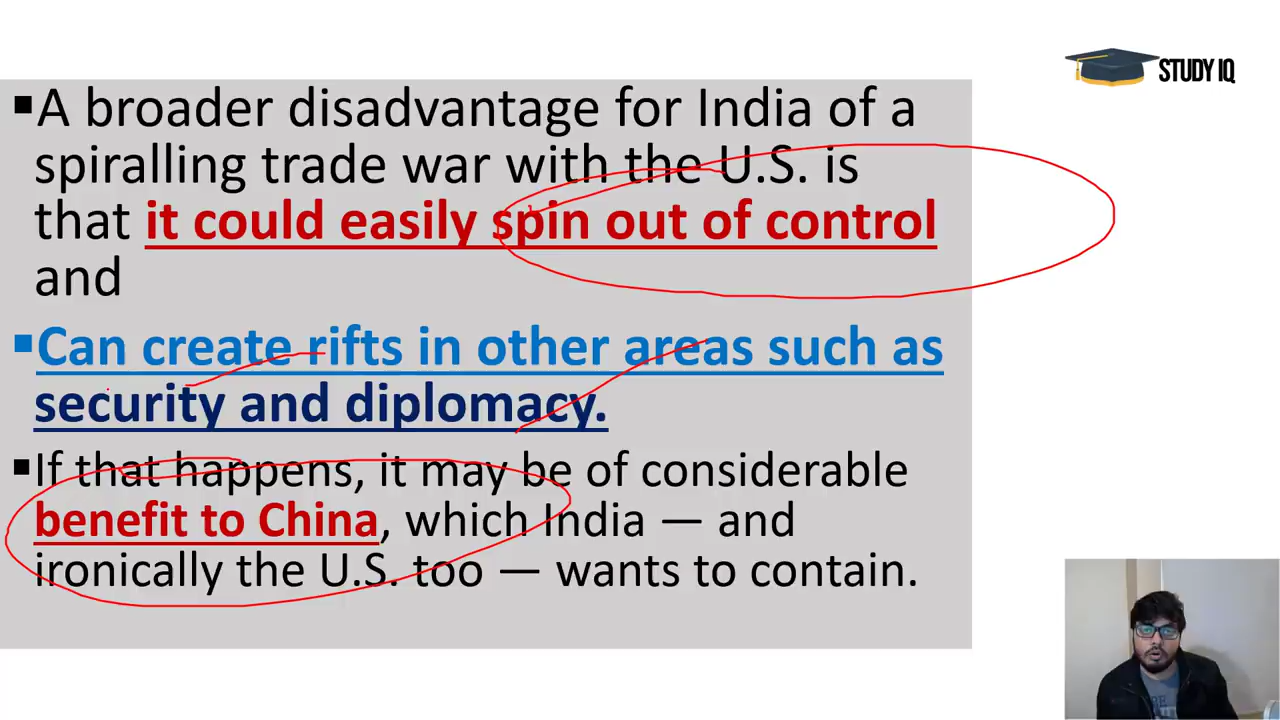 STUDY IQ
▪A broader disadvantage for India of a
spiralling trade war with the U.S. is
that it could easily spin out of control
and
▪Can create rifts in other areas such as
security and diplomacy.
▪If that happens, it may be of considerable
benefit to China, which India — and
ironically the U.S. too — wants to contain.